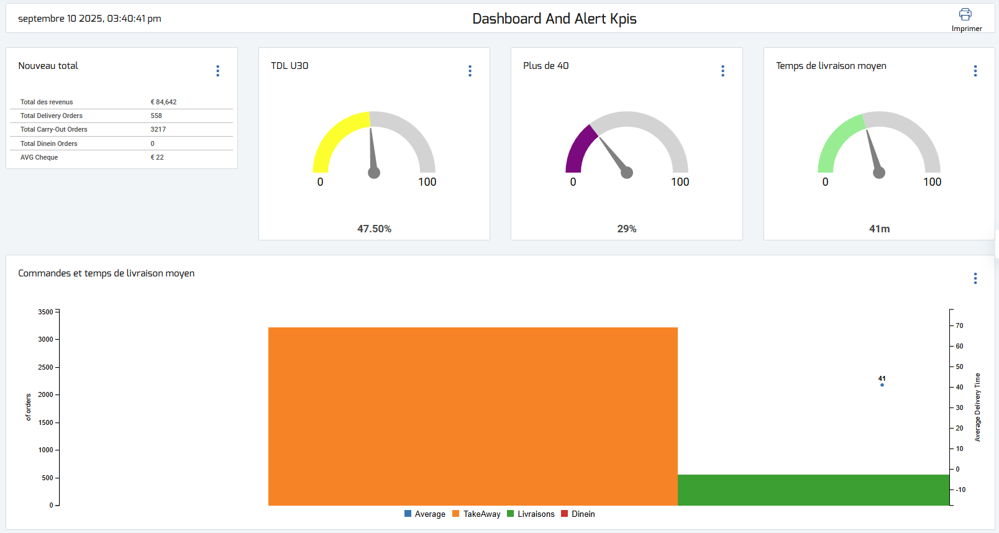 septembre 10 2025, 03:40:41 pm
Dashboard And Alert Kpis
Imprimer
Nouveau total
Total des revenus € 84,642
Total Delivery Orders 558
Total Carry-Out Orders 3217
Total Dinein Orders 0
AVG Cheque € 22
TDL U30
0 100
47.50%
Plus de 40
0 100
29%
Temps de livraison moyen
0 100
41m
Commandes et temps de livraison moyen
of orders
3500
3000
2500
2000
1500
1000
500
0
41
70
60
50
40
30
20
10
0
-10
Average Delivery Time
Average TakeAway Livraisons Dinein